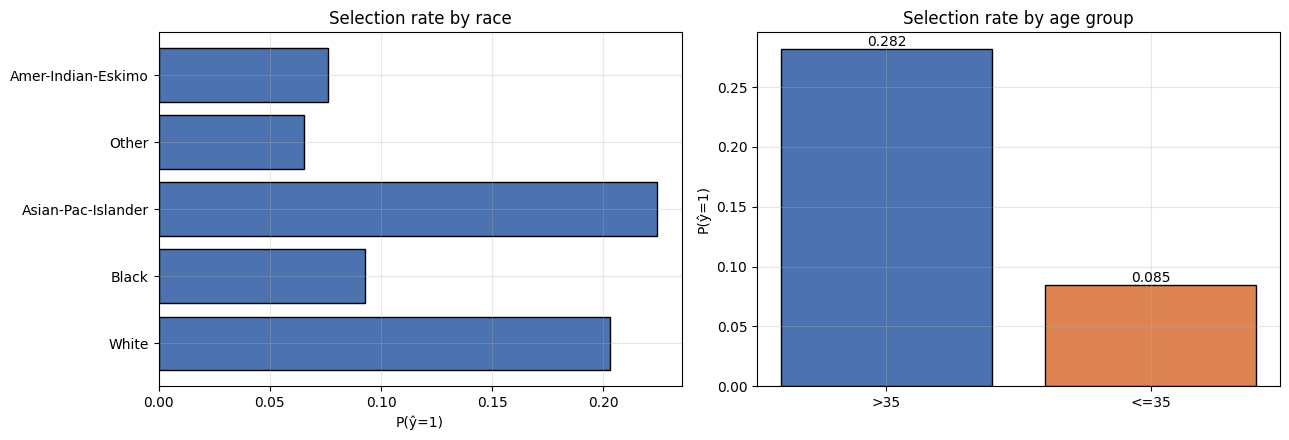 Selection rate by race
Amer-Indian-Eskimo
Other
Asian-Pac-Islander
Black
White
0.00 0.05 0.10 0.15 0.20
P(ŷ=1)
Selection rate by age group
P(ŷ=1)
0.25
0.20
0.15
0.10
0.05
0.00
0.282
0.085
>35 <=35